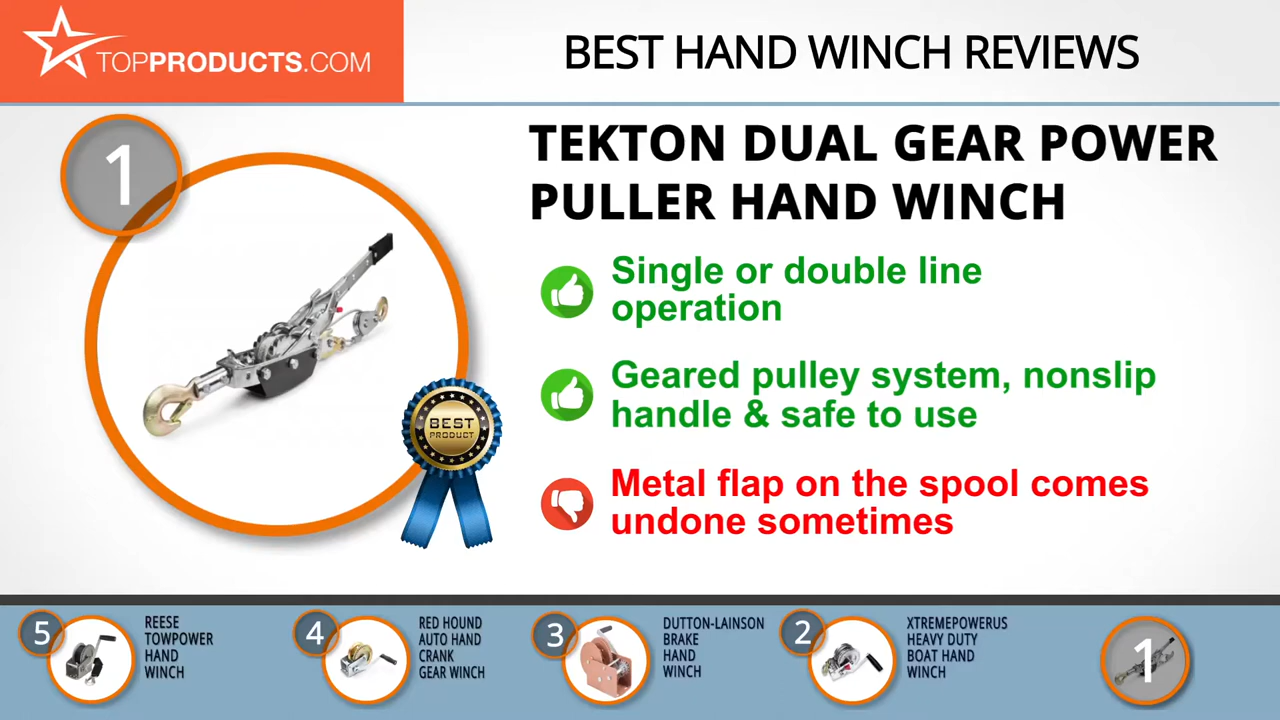 TOPPRODUCTS.COM
BEST HAND WINCH REVIEWS
1
TEKTON DUAL GEAR POWER
PULLER HAND WINCH
Single or double line
operation
Geared pulley system, nonslip
handle & safe to use
Metal flap on the spool comes
undone sometimes
BEST
PRODUCT
5
REESE
TOWPOWER
HAND
WINCH
4
RED HOUND
AUTO HAND
CRANK
GEAR WINCH
3
DUTTON-LAINSON
BRAKE
HAND
WINCH
2
XTREMEPOWERUS
HEAVY DUTY
BOAT HAND
WINCH
1